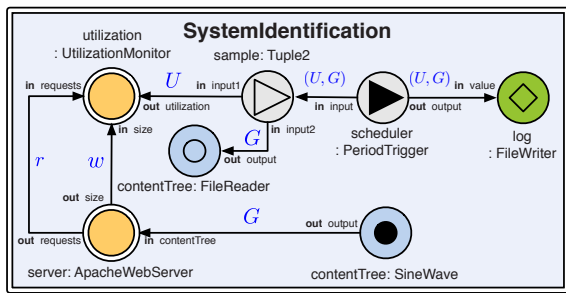 SystemIdentification
utilization
: UtilizationMonitor
sample: Tuple2
in requests
U
in input1
(U, G)
(U, G)
in value
out utilization
in input
out output
in size
G
in input2
scheduler
: PeriodTrigger
log
: FileWriter
out output
r
w
contentTree: FileReader
out size
G
out output
out requests
in contentTree
server: ApacheWebServer
contentTree: SineWave